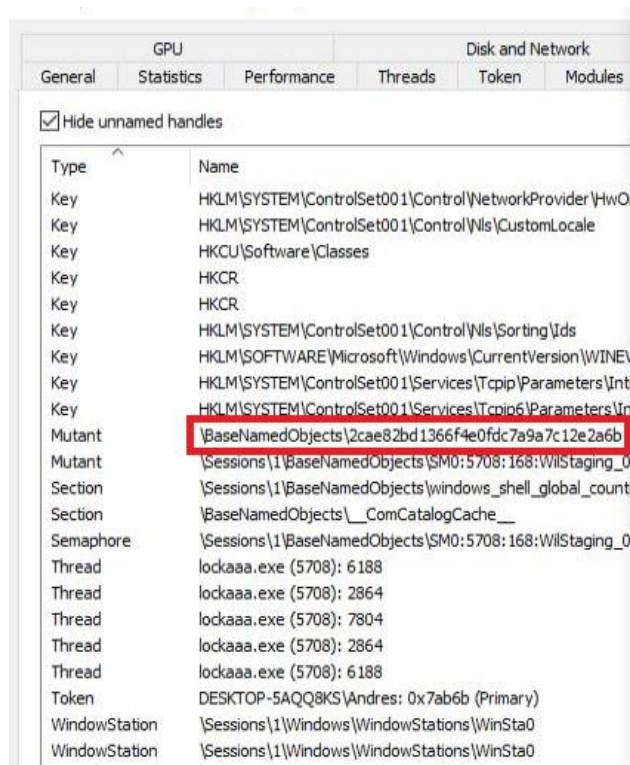 GPU Disk and Network
General Statistics Performance Threads Token Modules
Hide unnamed handles
Type Name
Key HKLM\SYSTEM\ControlSet001\Control\NetworkProvider\HwO
Key HKLM\SYSTEM\ControlSet001\Control\Nls\CustomLocale
Key HKCU\Software\Classes
Key HKCR
Key HKCR
Key HKLM\SYSTEM\ControlSet001\Control\Nls\Sorting\Ids
Key HKLM\SOFTWARE\Microsoft\Windows\CurrentVersion\WINEV
Key HKLM\SYSTEM\ControlSet001\Services\Tcpip\Parameters\Int
Key HKLM\SYSTEM\ControlSet001\Services\Tcpip6\Parameters\In
Mutant \BaseNamedObjects\2cae82bd1366f4e0fdc7a9a7c12e2a6b
Mutant \Sessions\1\BaseNamedObjects\SM0:5708:168:WilStaging_0
Section \Sessions\1\BaseNamedObjects\windows_shell_global_count
Section \BaseNamedObjects\__ComCatalogCache__
Semaphore \Sessions\1\BaseNamedObjects\SM0:5708:168:WilStaging_0
Thread lockaaa.exe (5708): 6188
Thread lockaaa.exe (5708): 2864
Thread lockaaa.exe (5708): 7804
Thread lockaaa.exe (5708): 2864
Thread lockaaa.exe (5708): 6188
Token DESKTOP-5AQQ8KS\Andres: 0x7ab6b (Primary)
WindowStation \Sessions\1\Windows\WindowStations\WinSta0
WindowStation \Sessions\1\Windows\WindowStations\WinSta0